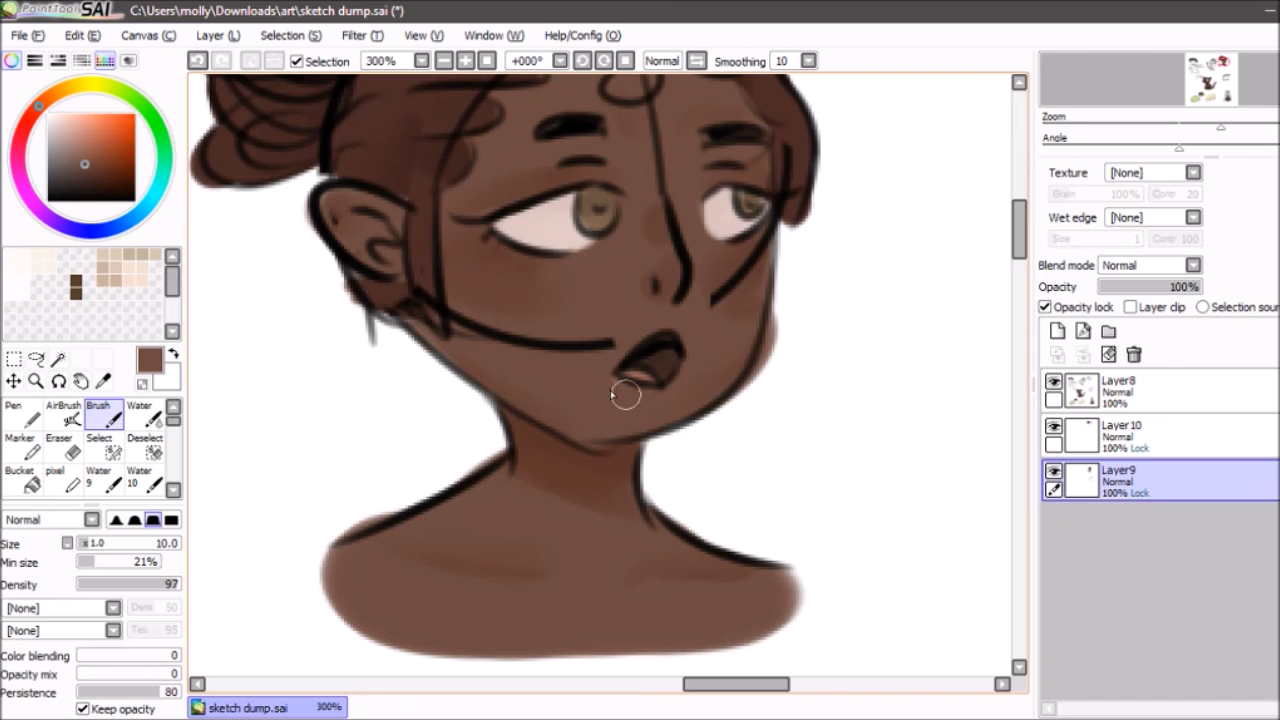 PaintTool SAI C:\Users\molly\Downloads\art\sketch dump.sai (*)
File (F) Edit (E) Canvas (C) Layer (L) Selection (S) Filter (T) View (V) Window (W) Help/Config (O)
Selection 300% +000° Normal Smoothing 10
Zoom
Angle
Texture [None]
Grain 100% Contr 20
Wet edge [None]
Size 1 Contr 100
Blend mode Normal
Opacity 100%
Opacity lock Layer clip Selection sour
Layer8
Normal
100%
Layer10
Normal
100% Lock
Layer9
Normal
100% Lock
Pen AirBrush Brush Water
Marker Eraser Select Deselect
Bucket pixel Water 9 Water 10
Normal
Size x 1.0 10.0
Min size 21%
Density 97
[None] Dens 50
[None] Tex. 95
Color blending 0
Opacity mix 0
Persistence 80
Keep opacity
sketch dump.sai 300%